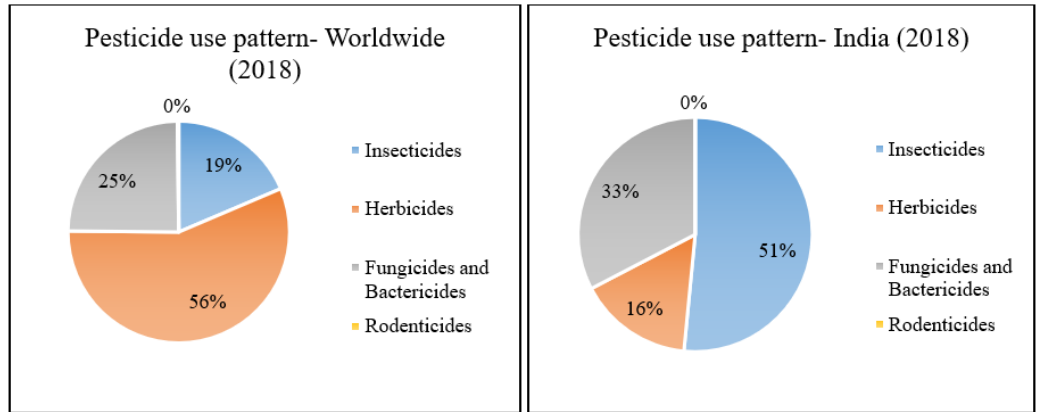 Pesticide use pattern- Worldwide
(2018)
0%
19%
25%
56%
Insecticides
Herbicides
Fungicides and
Bactericides
Rodenticides
Pesticide use pattern- India (2018)
0%
33%
51%
16%
Insecticides
Herbicides
Fungicides and
Bactericides
Rodenticides